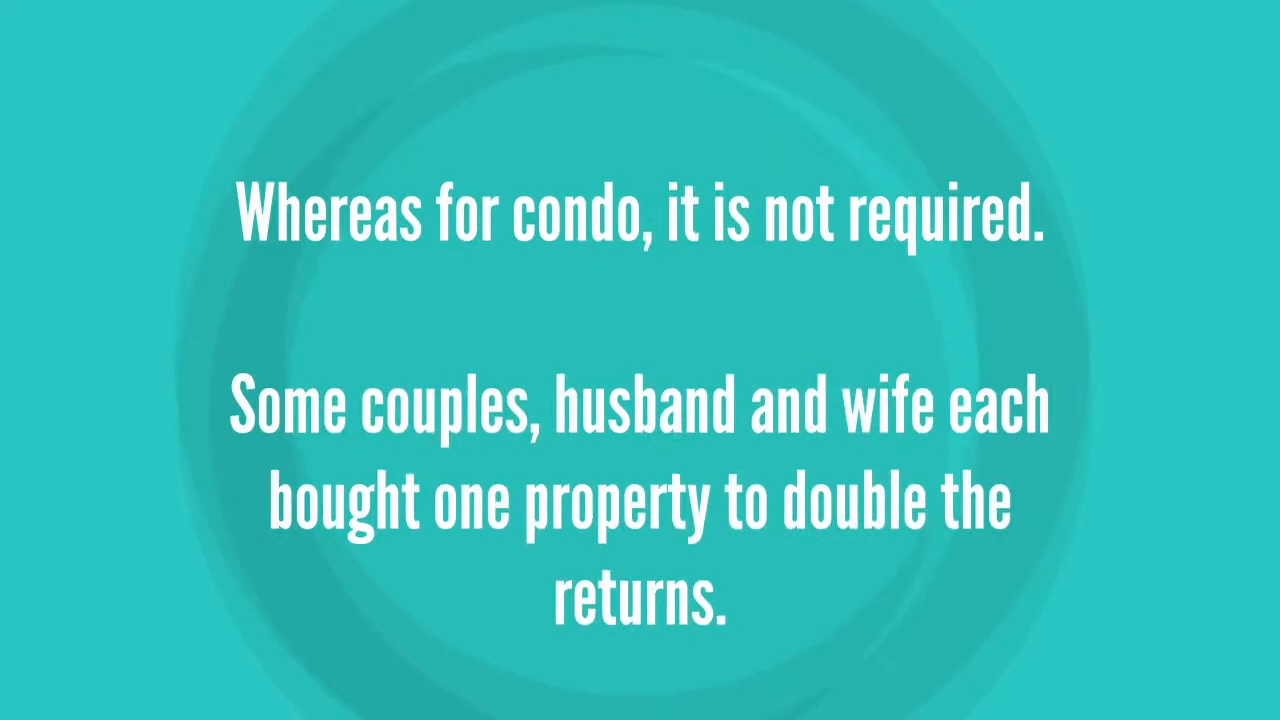 Whereas for condo, it is not required.
Some couples, husband and wife each
bought one property to double the
returns.